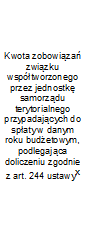 Kwota zobowiązań
związku
współtworzonego
przez jednostkę
samorządu
terytorialnego
przypadających do
spłaty w danym
roku budżetowym,
podlegająca
doliczeniu zgodnie
z art. 244 ustawy x